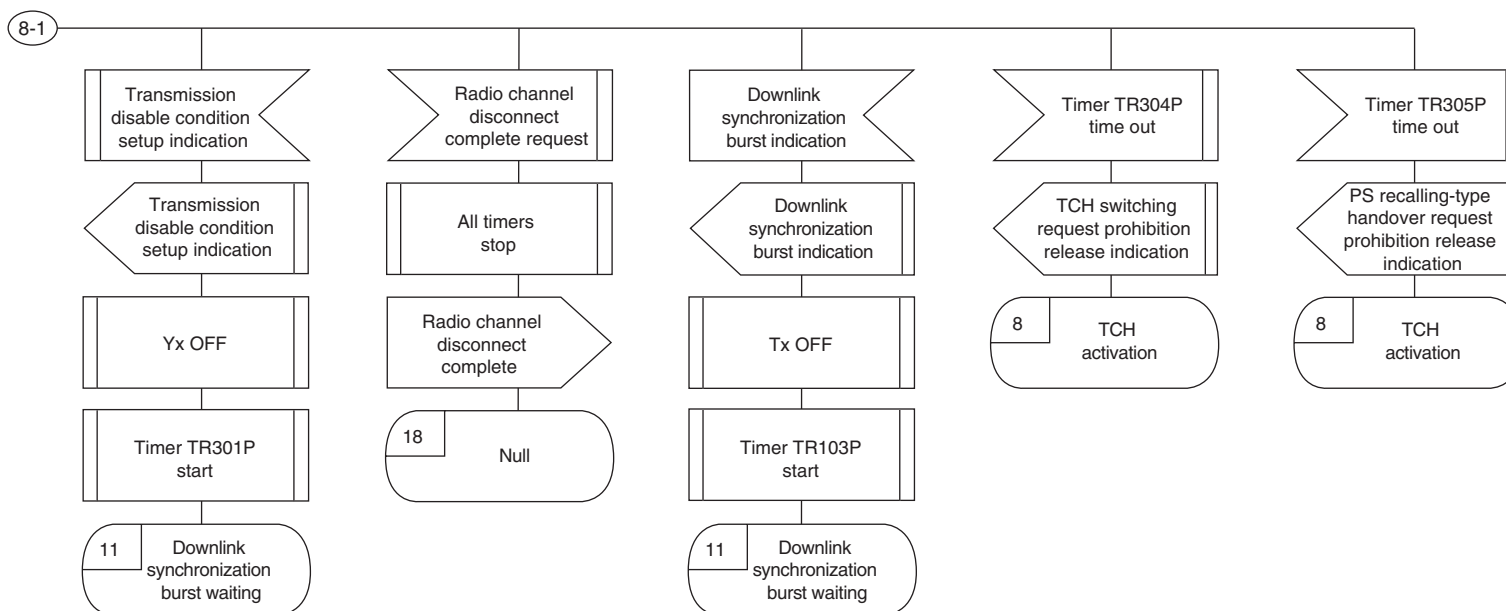 8-1
Transmission
disable condition
setup indication
Transmission
disable condition
setup indication
Yx OFF
Timer TR301P
start
11
Downlink
synchronization
burst waiting
Radio channel
disconnect
complete request
All timers
stop
Radio channel
disconnect
complete
18
Null
Downlink
synchronization
burst indication
Downlink
synchronization
burst indication
Tx OFF
Timer TR103P
start
11
Downlink
synchronization
burst waiting
Timer TR304P
time out
TCH switching
request prohibition
release indication
8
TCH
activation
Timer TR305P
time out
PS recalling-type
handover request
prohibition release
indication
8
TCH
activation